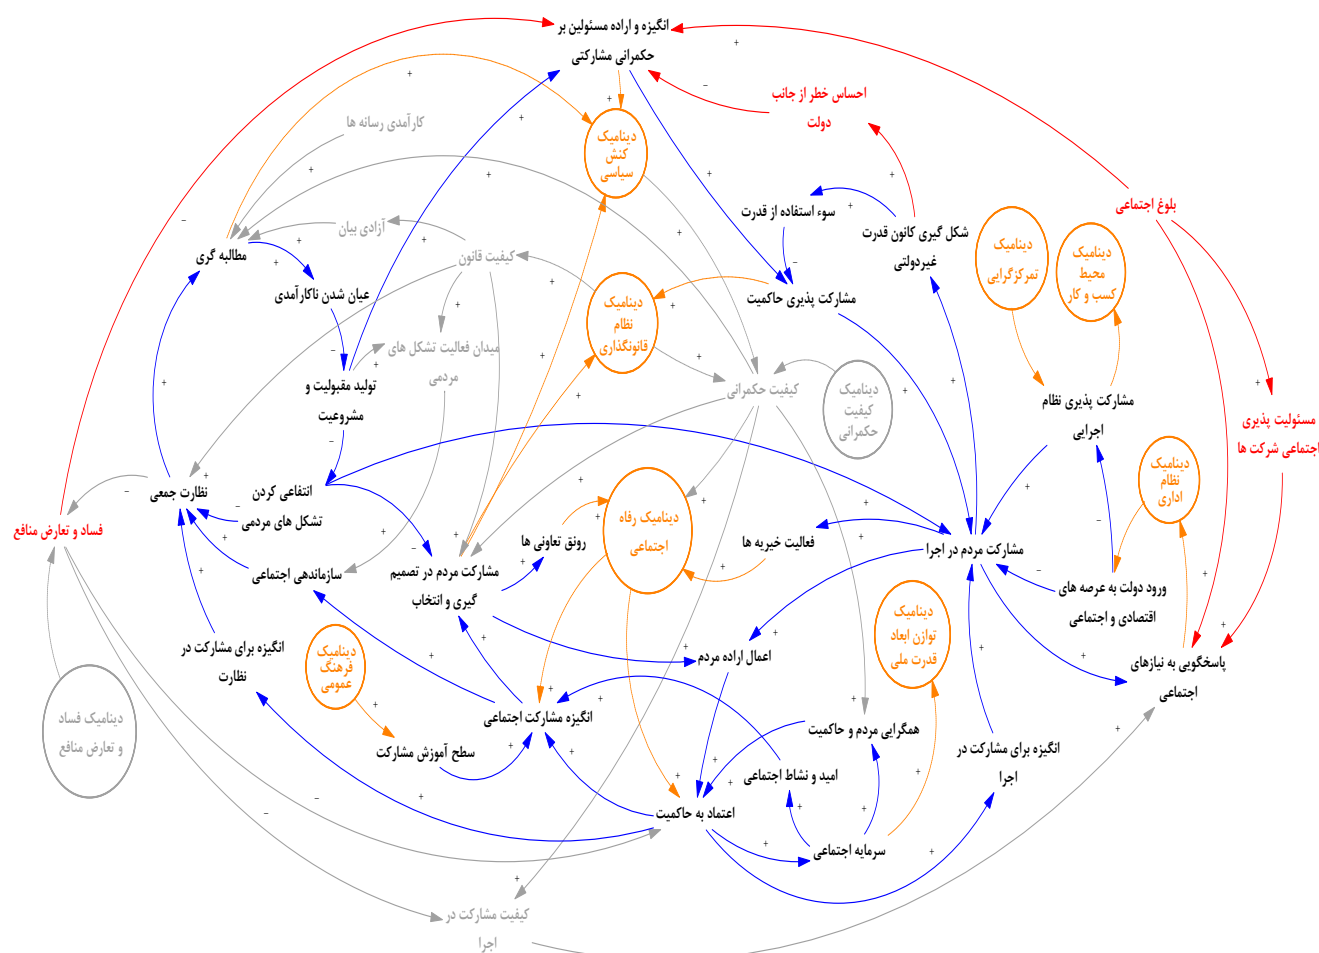 انگیزه و اراده مسئولین بر
حکمرانی مشارکتی
احساس خطر از جانب
دولت
کارآمدی رسانه ها
دینامیک
کنش
سیاسی
بلوغ اجتماعی
سوء استفاده از قدرت
شکل گیری کانون قدرت
غیردولتی
آزادی بیان
مطالبه گری
کیفیت قانون
دینامیک
تمرکزگرایی
دینامیک
محیط
کسب و کار
عیان شدن ناکارآمدی
دینامیک
نظام
قانونگذاری
مشارکت پذیری حاکمیت
میدان فعالیت تشکل های
مردمی
تولید مقبولیت و
مشروعیت
کیفیت حکمرانی
دینامیک
کیفیت
حکمرانی
مشارکت پذیری نظام
اجرایی
مسئولیت پذیری
اجتماعی شرکت ها
دینامیک
نظام
اداری
نظارت جمعی
انتفاعی کردن
تشکل های مردمی
فساد و تعارض منافع
دینامیک رفاه
اجتماعی
رونق تعاونی ها
فعالیت خیریه ها
مشارکت مردم در اجرا
سازماندهی اجتماعی
مشارکت مردم در تصمیم
گیری و انتخاب
ورود دولت به عرصه های
اقتصادی و اجتماعی
دینامیک
توازن ابعاد
قدرت ملی
انگیزه برای مشارکت در
نظارت
دینامیک
فرهنگ
عمومی
اعمال اراده مردم
پاسخگویی به نیازهای
اجتماعی
دینامیک فساد
و تعارض منافع
انگیزه مشارکت اجتماعی
همگرایی مردم و حاکمیت
سطح آموزش مشارکت
انگیزه برای مشارکت در
اجرا
امید و نشاط اجتماعی
اعتماد به حاکمیت
سرمایه اجتماعی
کیفیت مشارکت در
اجرا